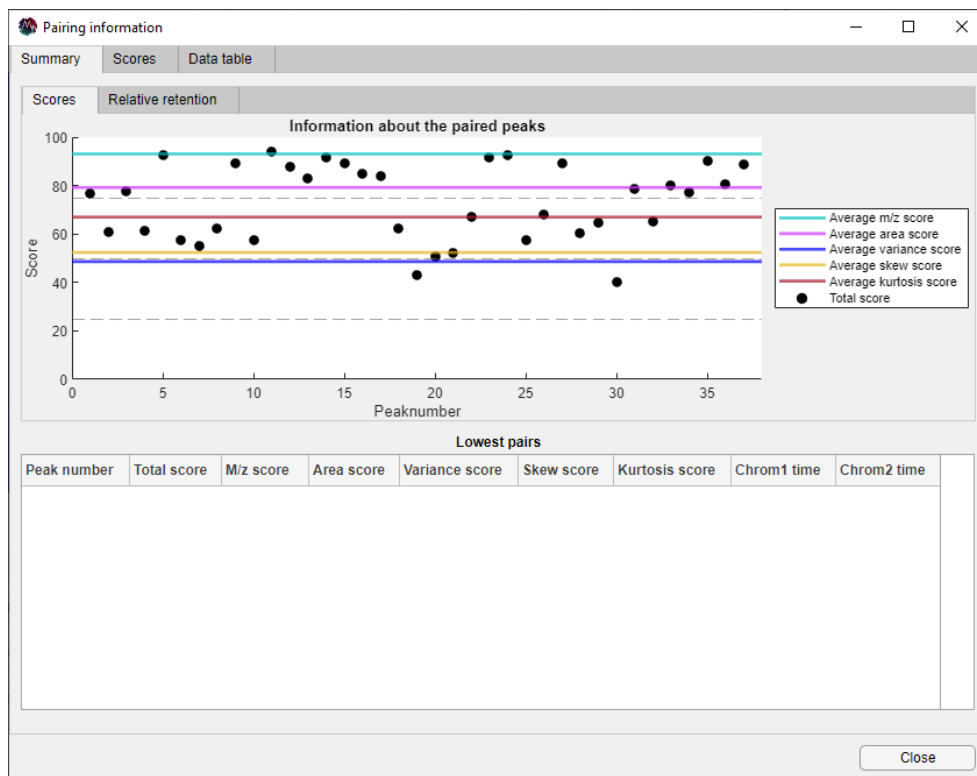 Pairing information
Summary Scores Data table
Scores Relative retention
Information about the paired peaks
100
80
60
40
20
0
Score
0 5 10 15 20 25 30 35
Peaknumber
Average m/z score
Average area score
Average variance score
Average skew score
Average kurtosis score
Total score
Lowest pairs
Peak number Total score M/z score Area score Variance score Skew score Kurtosis score Chrom1 time Chrom2 time
Close